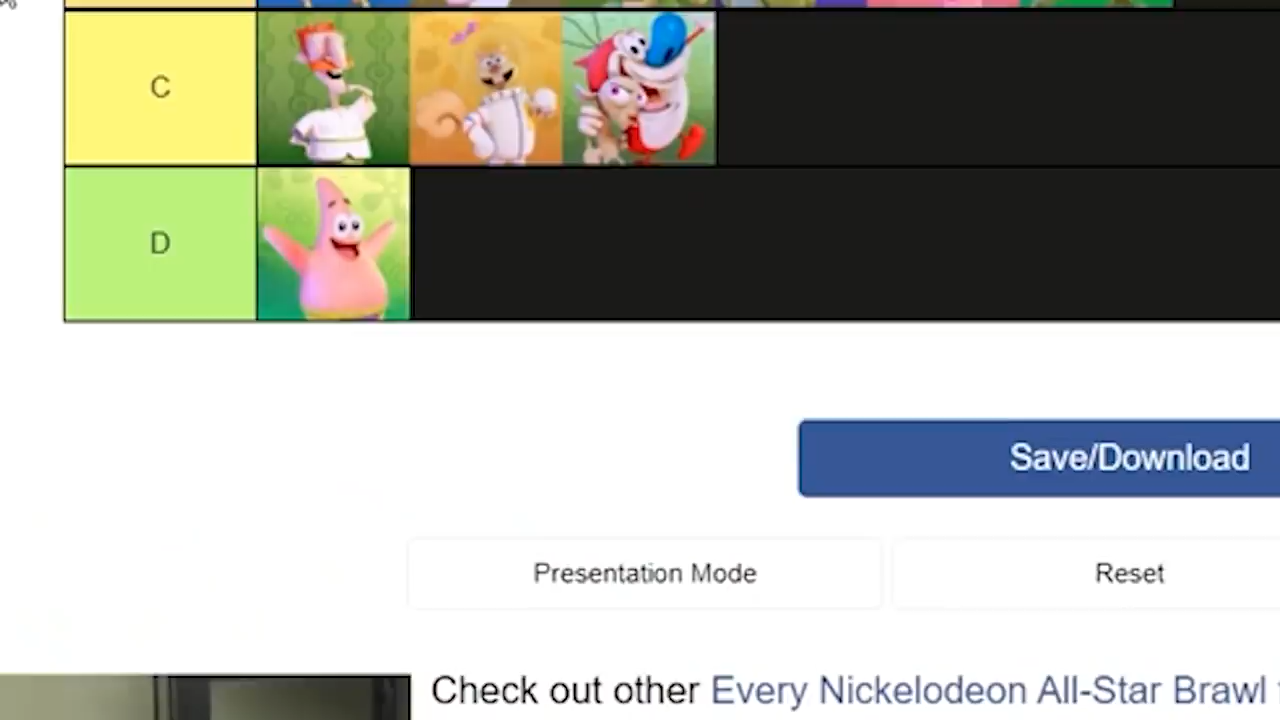 C
D
Save/Download
Presentation Mode
Reset
Check out other Every Nickelodeon All-Star Brawl